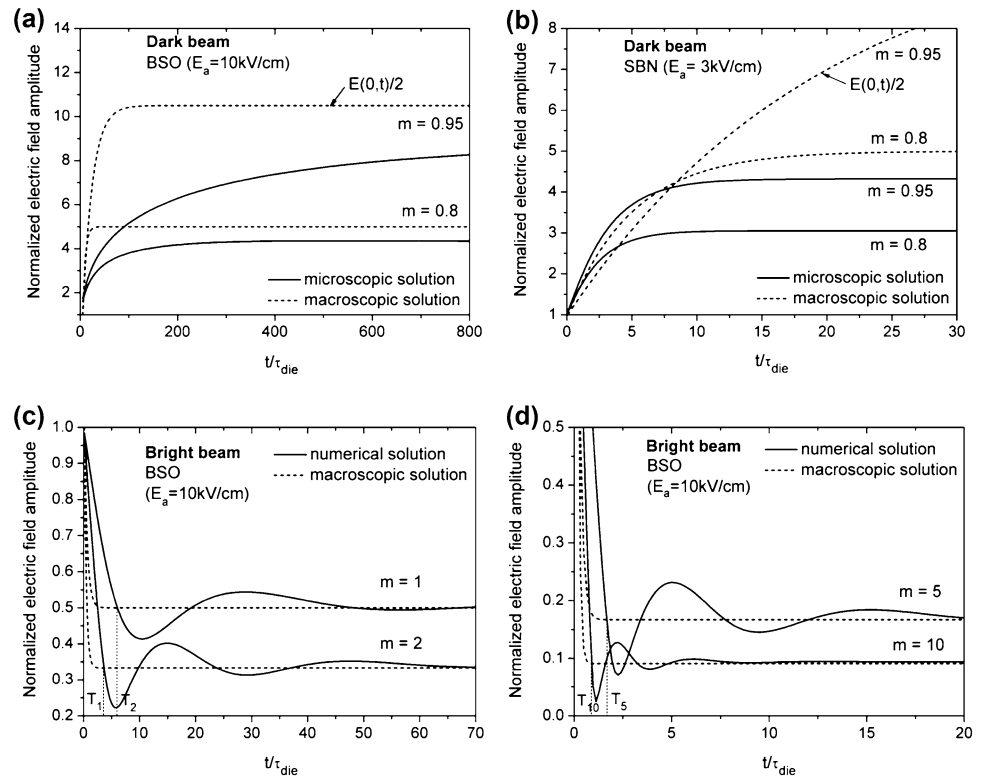 (a)
14
12
10
8
6
4
2
0
200
400
600
800
Normalized electric field amplitude
t/τdie
Dark beam
BSO (Ea=10kV/cm)
E(0,t)/2
m = 0.95
m = 0.8
microscopic solution
macroscopic solution
(b)
8
7
6
5
4
3
2
1
0
5
10
15
20
25
30
Normalized electric field amplitude
t/τdie
Dark beam
SBN (Ea= 3kV/cm)
m = 0.95
E(0,t)/2
m = 0.8
m = 0.95
m = 0.8
microscopic solution
macroscopic solution
(c)
1.0
0.9
0.8
0.7
0.6
0.5
0.4
0.3
0.2
0
10
20
30
40
50
60
70
Normalized electric field amplitude
t/τdie
Bright beam
BSO
(Ea=10kV/cm)
numerical solution
macroscopic solution
m = 1
m = 2
T1
T2
(d)
0.5
0.4
0.3
0.2
0.1
0.0
0
5
10
15
20
Normalized electric field amplitude
t/τdie
Bright beam
BSO
(Ea=10kV/cm)
numerical solution
macroscopic solution
m = 5
m = 10
T10
T5